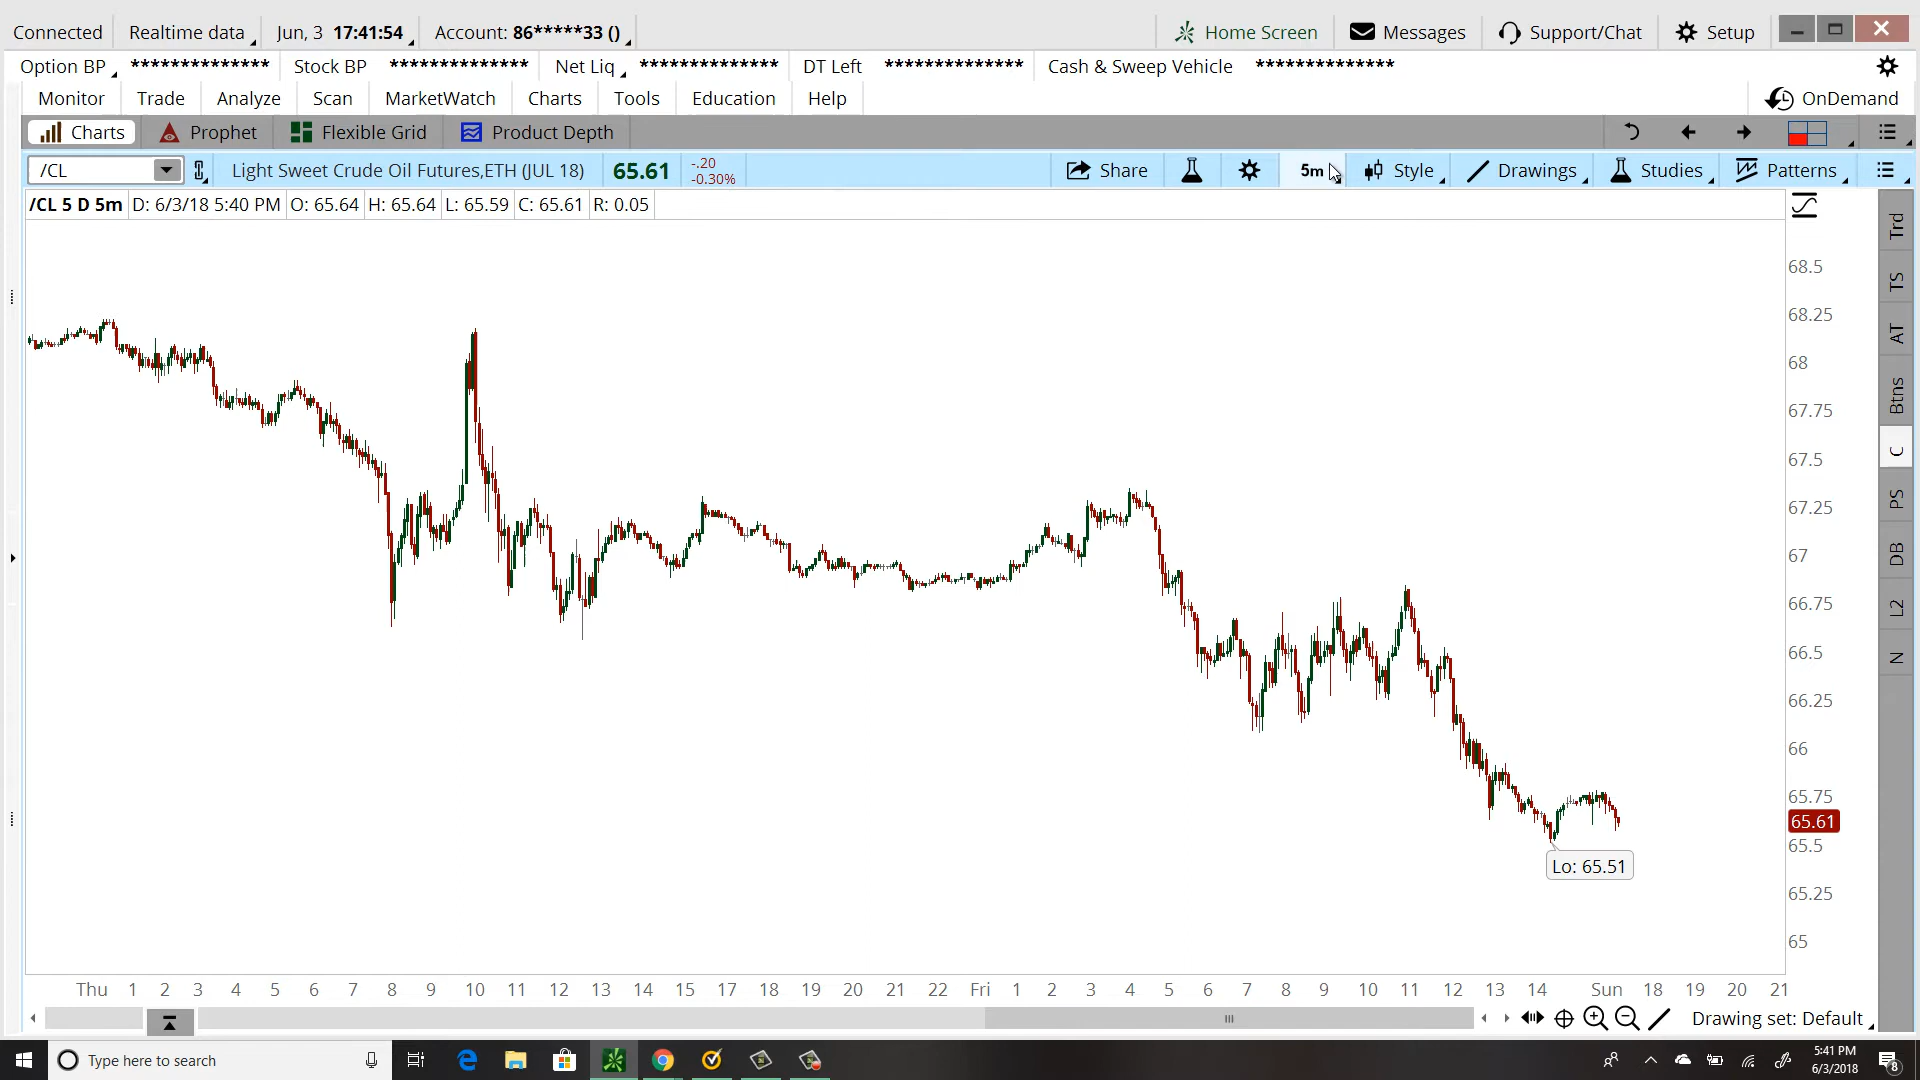 Connected Realtime data Jun, 3 17:41:54 Account: 86*****33 () Home Screen Messages Support/Chat Setup
Option BP ************** Stock BP ************** Net Liq ************** DT Left ************** Cash & Sweep Vehicle **************
Monitor Trade Analyze Scan MarketWatch Charts Tools Education Help OnDemand
Charts Prophet Flexible Grid Product Depth
/CL Light Sweet Crude Oil Futures,ETH (JUL 18) 65.61 -.20 -0.30% Share 5m Style Drawings Studies Patterns
/CL 5 D 5m D: 6/3/18 5:40 PM O: 65.64 H: 65.64 L: 65.59 C: 65.61 R: 0.05
68.5
68.25
68
67.75
67.5
67.25
67
66.75
66.5
66.25
66
65.75
65.61
65.5
Lo: 65.51
65.25
65
Trd
TS
AT
Btns
C
PS
DB
L2
N
Thu 1 2 3 4 5 6 7 8 9 10 11 12 13 14 15 17 18 19 20 21 22 Fri 1 2 3 4 5 6 7 8 9 10 11 12 13 14 Sun 18 19 20 21
Drawing set: Default
Type here to search
5:41 PM
6/3/2018
8